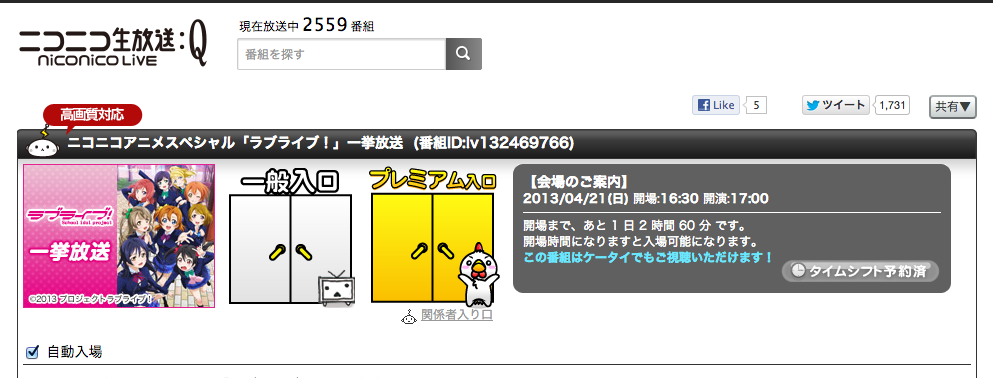 ニコニコ生放送:Q
niconico Live
現在放送中 2559 番組
番組を探す
Like 5
ツイート 1,731
共有▼
高画質対応
ニコニコアニメスペシャル「ラブライブ！」一挙放送 (番組ID:lv132469766)
ラブライブ!
School idol project
一挙放送
©2013 プロジェクトラブライブ！
一般入口
プレミアム入口
関係者入り口
【会場のご案内】
2013/04/21(日) 開場:16:30 開演:17:00
開場まで、あと 1 日 2 時間 60 分 です。
開場時間になりますと入場可能になります。
この番組はケータイでもご視聴いただけます！
タイムシフト予約済
自動入場